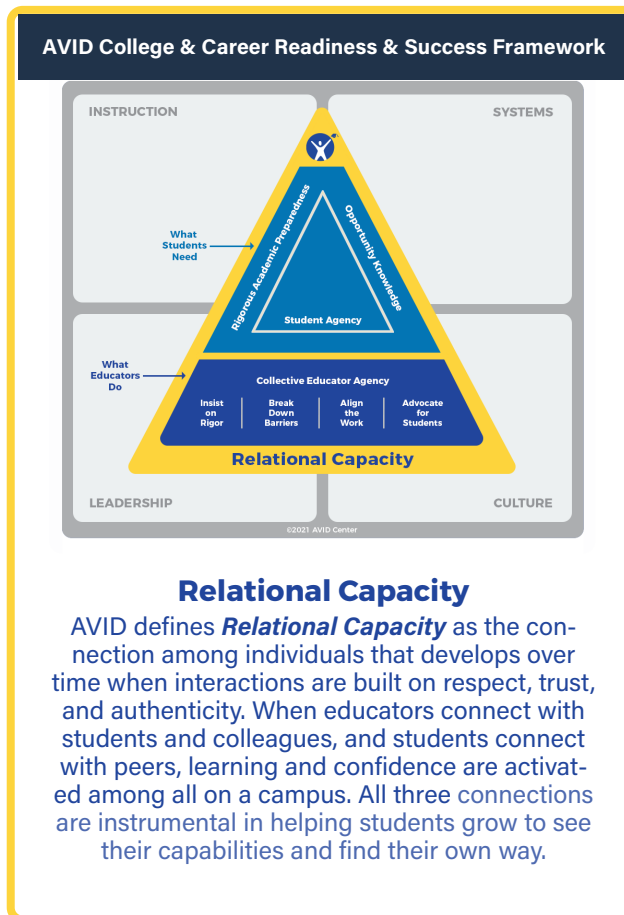 AVID College & Career Readiness & Success Framework
INSTRUCTION
SYSTEMS
What
Students
Need
Rigorous Academic Preparedness
Opportunity Knowledge
Student Agency
What
Educators
Do
Collective Educator Agency
Insist
on
Rigor
Break
Down
Barriers
Align
the
Work
Advocate
for
Students
Relational Capacity
LEADERSHIP
CULTURE
©2021 AVID Center
Relational Capacity
AVID defines Relational Capacity as the con-
nection among individuals that develops over
time when interactions are built on respect, trust,
and authenticity. When educators connect with
students and colleagues, and students connect
with peers, learning and confidence are activat-
ed among all on a campus. All three connections
are instrumental in helping students grow to see
their capabilities and find their own way.